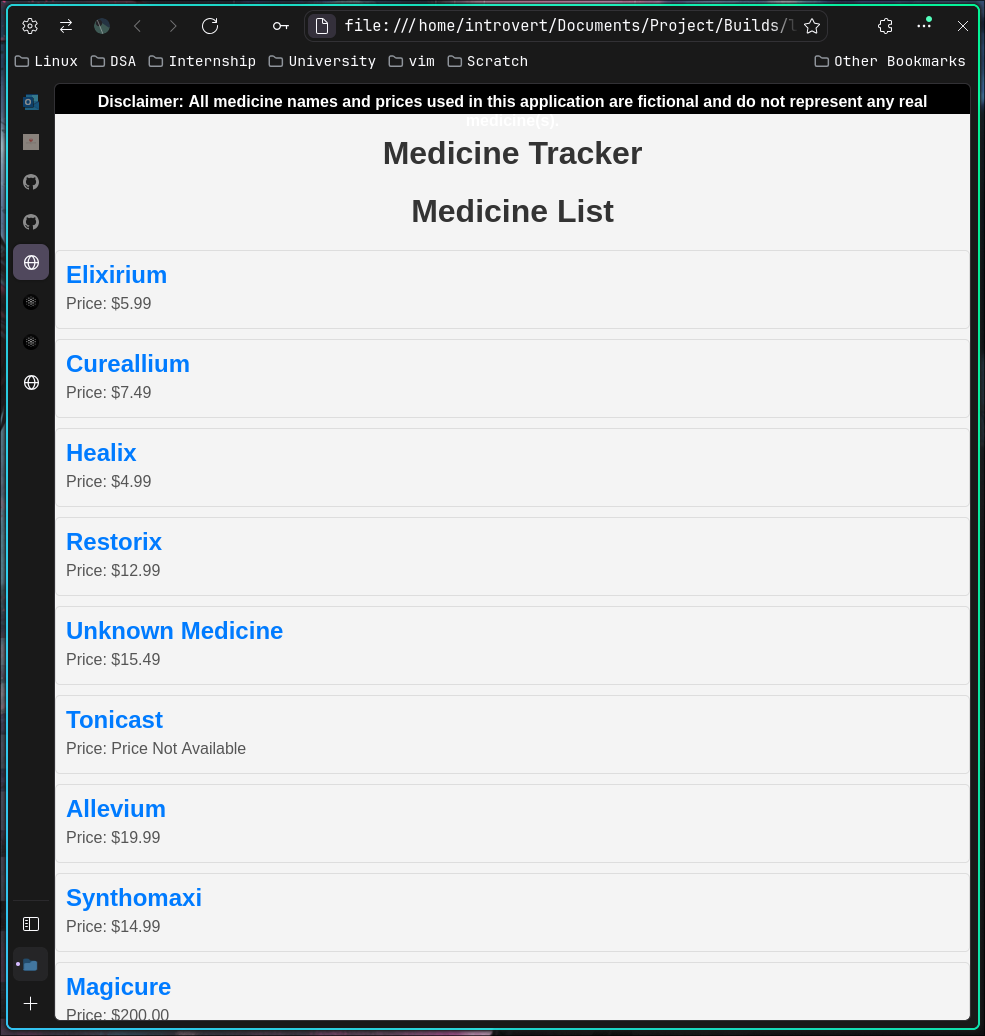 file:///home/introvert/Documents/Project/Builds/
Linux DSA Internship University vim Scratch Other Bookmarks
Disclaimer: All medicine names and prices used in this application are fictional and do not represent any real
medicine(s).
Medicine Tracker
Medicine List
Elixirium
Price: $5.99
Cureallium
Price: $7.49
Healix
Price: $4.99
Restorix
Price: $12.99
Unknown Medicine
Price: $15.49
Tonicast
Price: Price Not Available
Allevium
Price: $19.99
Synthomaxi
Price: $14.99
Magicure
Price: $200.00